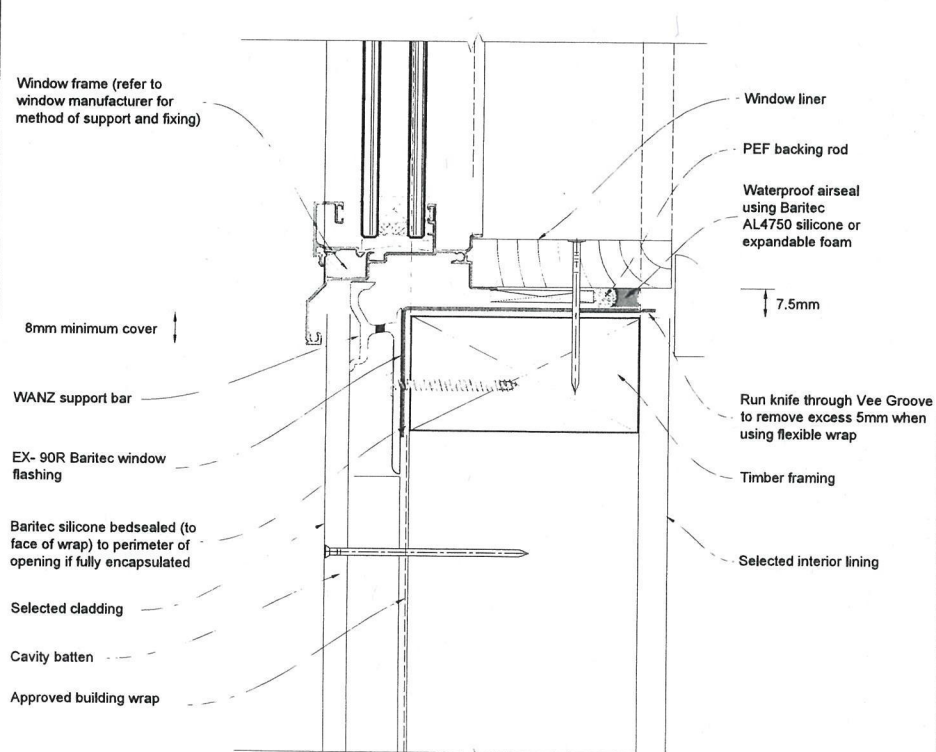 Window frame (refer to
window manufacturer for
method of support and fixing)
8mm minimum cover
WANZ support bar
EX- 90R Baritec window
flashing
Baritec silicone bedsealed (to
face of wrap) to perimeter of
opening if fully encapsulated
Selected cladding
Cavity batten
Approved building wrap
Window liner
PEF backing rod
Waterproof airseal
using Baritec
AL4750 silicone or
expandable foam
7.5mm
Run knife through Vee Groove
to remove excess 5mm when
using flexible wrap
Timber framing
Selected interior lining